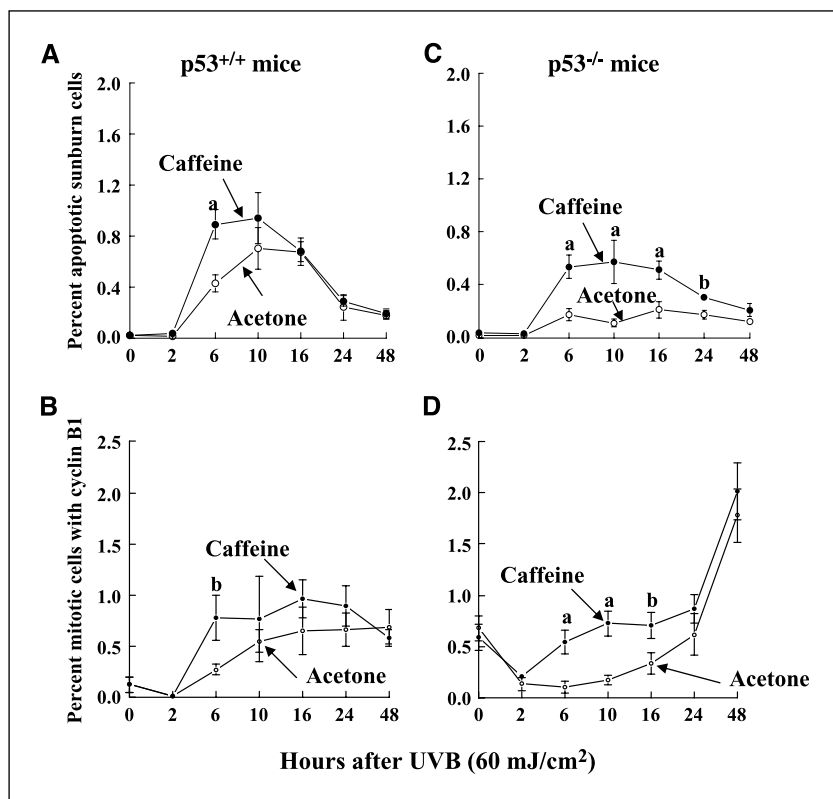 A
p53+/+ mice
Percent apoptotic sunburn cells
2.0
1.6
1.2
0.8
0.4
0.0
Caffeine
a
Acetone
0 2 6 10 16 24 48
C
p53-/- mice
2.0
1.6
1.2
0.8
0.4
0.0
Caffeine
a a a b
Acetone
0 2 6 10 16 24 48
B
Percent mitotic cells with cyclin B1
2.5
2.0
1.5
1.0
0.5
0.0
Caffeine
b
Acetone
0 2 6 10 16 24 48
D
2.5
2.0
1.5
1.0
0.5
0.0
Caffeine
a a b
Acetone
0 2 6 10 16 24 48
Hours after UVB (60 mJ/cm2)